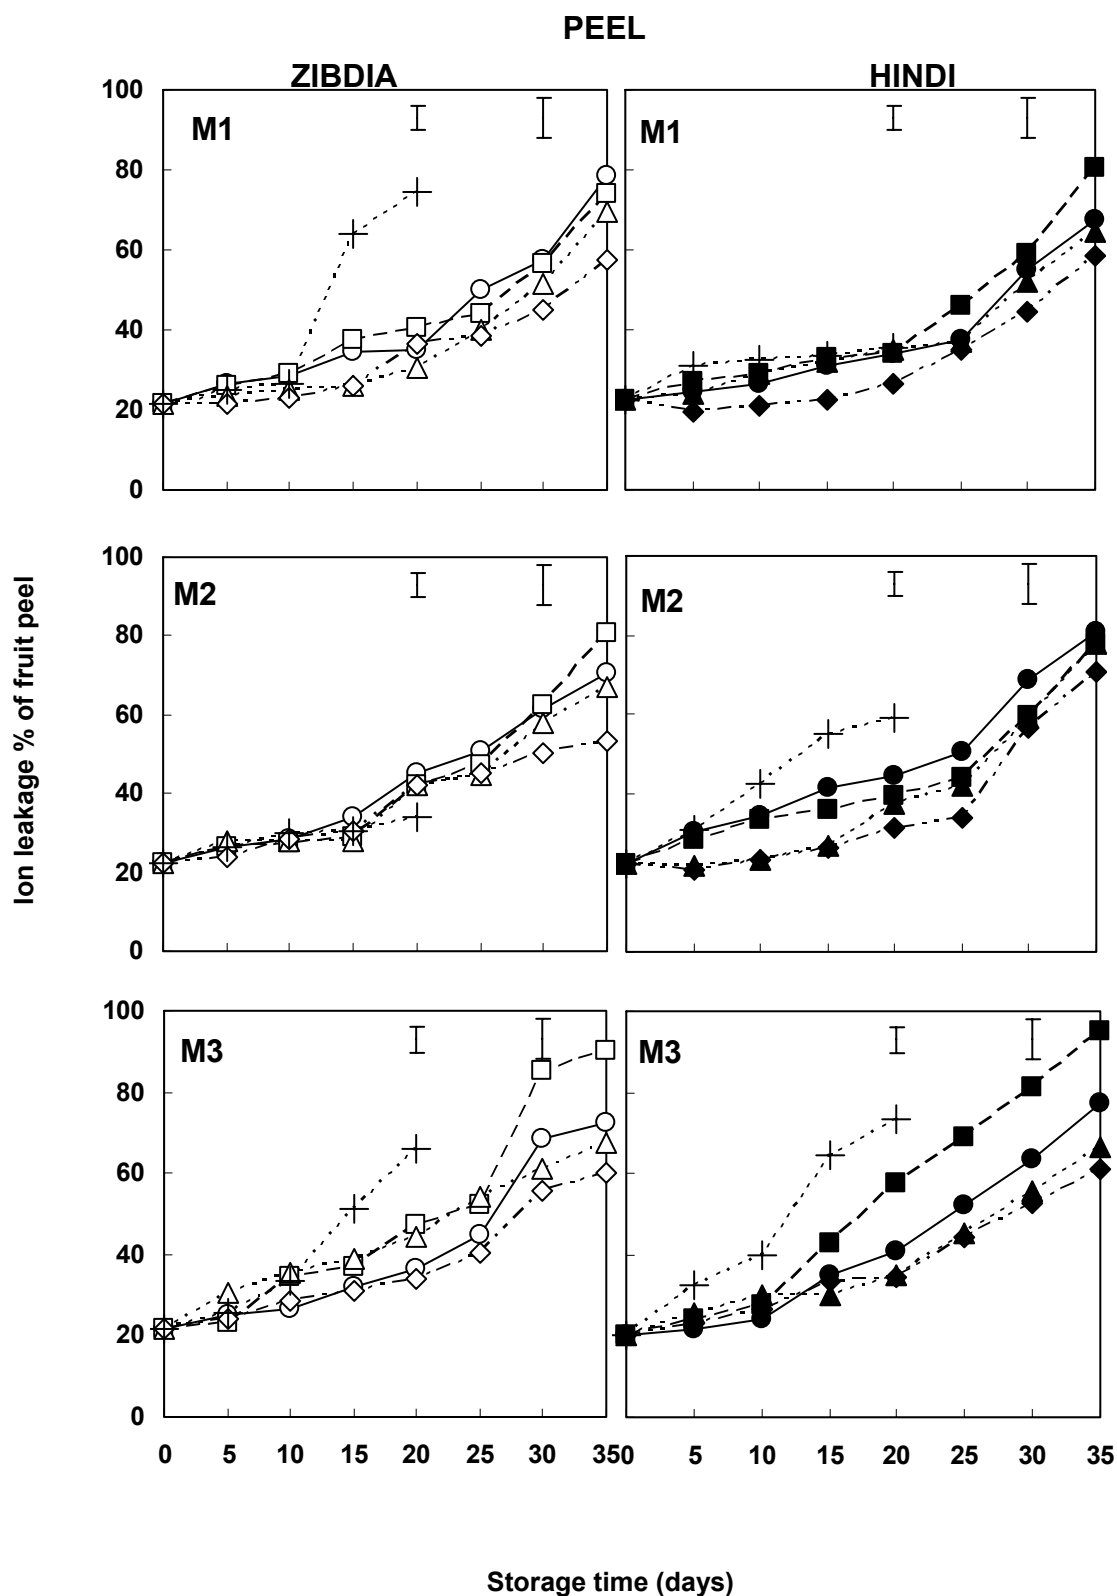 PEEL
ZIBDIA HINDI
100
80
60
40
20
0
M1 M1
100
80
60
40
20
0
M2 M2
Ion leakage % of fruit peel
100
80
60
40
20
0
M3 M3
0 5 10 15 20 25 30 350 5 10 15 20 25 30 35
Storage time (days)